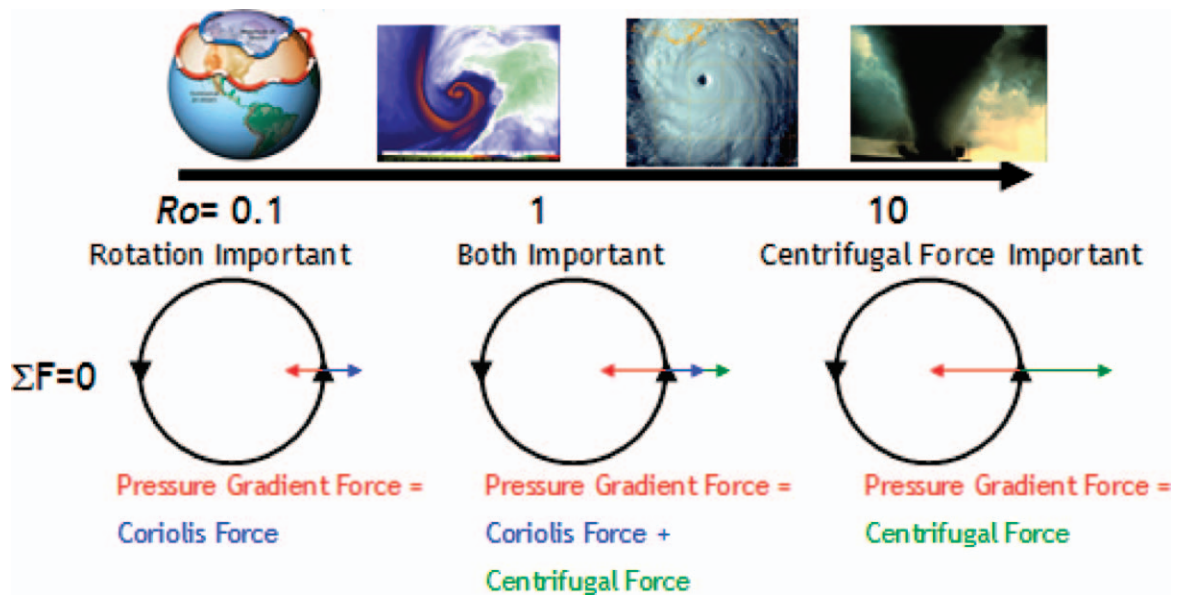 Ro= 0.1
1
10
Rotation Important
Both Important
Centrifugal Force Important
ΣF=0
Pressure Gradient Force =
Coriolis Force
Pressure Gradient Force =
Coriolis Force +
Centrifugal Force
Pressure Gradient Force =
Centrifugal Force